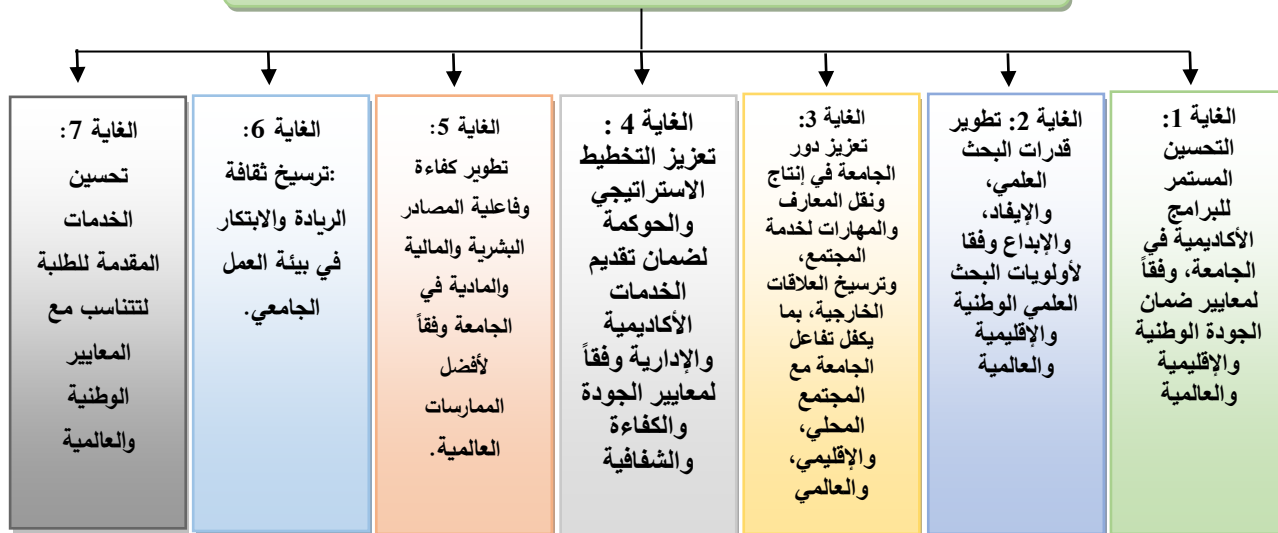 الغاية 1:
التحسين
المستمر
للبرامج
الأكاديمية في
الجامعة، وفقاً
لمعايير ضمان
الجودة الوطنية
والإقليمية
والعالمية
الغاية 2: تطوير
قدرات البحث
العلمي،
والإيفاد،
والإبداع وفقا
لأولويات البحث
العلمي الوطنية
والإقليمية
والعالمية
الغاية 3:
تعزيز دور
الجامعة في إنتاج
ونقل المعارف
والمهارات لخدمة
المجتمع،
وترسيخ العلاقات
الخارجية، بما
يكفل تفاعل
الجامعة مع
المجتمع
المحلي،
والإقليمي،
والعالمي
الغاية 4 :
تعزيز التخطيط
الاستراتيجي
والحوكمة
لضمان تقديم
الخدمات
الأكاديمية
والإدارية وفقاً
لمعايير الجودة
والكفاءة
والشفافية
الغاية 5:
تطوير كفاءة
وفاعلية المصادر
البشرية والمالية
والمادية في
الجامعة وفقاً
لأفضل
الممارسات
العالمية.
الغاية 6:
:ترسيخ ثقافة
الريادة والابتكار
في بيئة العمل
الجامعي.
الغاية 7:
تحسين
الخدمات
المقدمة للطلبة
لتتناسب مع
المعايير
الوطنية
والعالمية